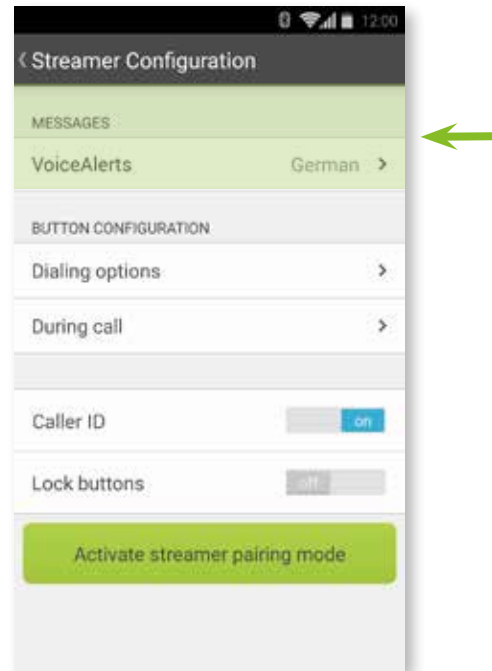 12:00
Streamer Configuration
MESSAGES
VoiceAlerts German
BUTTON CONFIGURATION
Dialing options
During call
Caller ID on
Lock buttons off
Activate streamer pairing mode